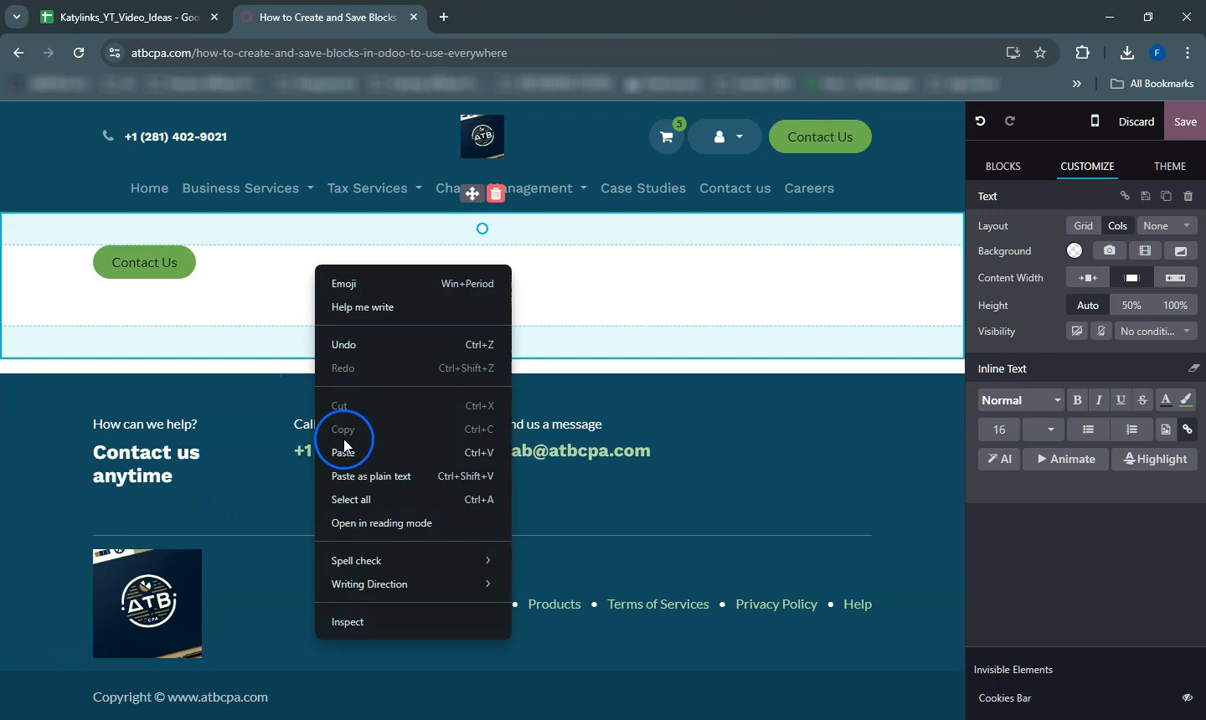 Katylinks_YT_Video_Ideas - Goo
How to Create and Save Blocks
atbcpa.com/how-to-create-and-save-blocks-in-odoo-to-use-everywhere
F
All Bookmarks
+1 (281) 402-9021
5
Contact Us
Home
Business Services
Tax Services
Cha
nagement
Case Studies
Contact us
Careers
Contact Us
Emoji Win+Period
Help me write
Undo Ctrl+Z
Redo Ctrl+Shift+Z
Cut Ctrl+X
Copy Ctrl+C
Paste Ctrl+V
Paste as plain text Ctrl+Shift+V
Select all Ctrl+A
Open in reading mode
Spell check
Writing Direction
Inspect
How can we help?
Contact us
anytime
Call
+1
nd us a message
ab@atbcpa.com
ATB
CPA
Products • Terms of Services • Privacy Policy • Help
Copyright © www.atbcpa.com
Discard
Save
BLOCKS
CUSTOMIZE
THEME
Text
Layout Grid Cols None
Background
Content Width
Height Auto 50% 100%
Visibility No conditi...
Inline Text
Normal B I U S A
16
AI Animate Highlight
Invisible Elements
Cookies Bar